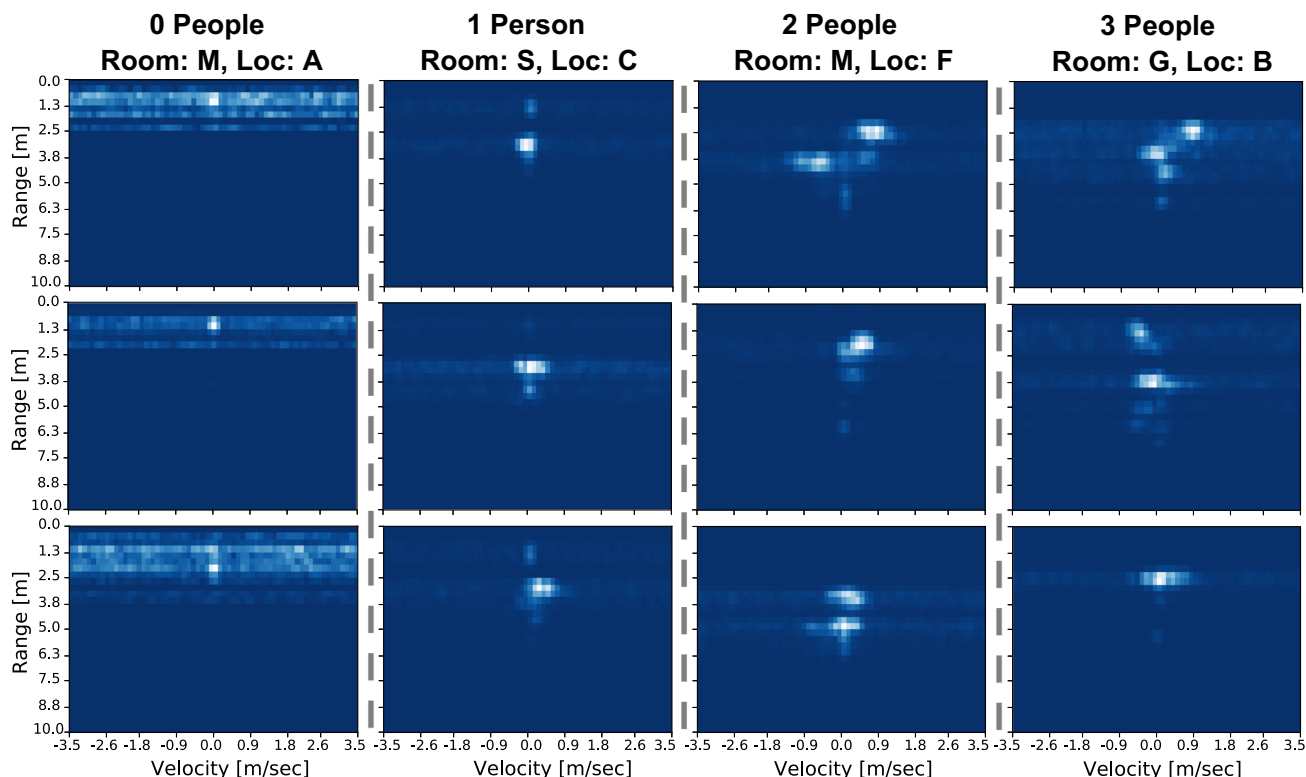 0 People
Room: M, Loc: A
1 Person
Room: S, Loc: C
2 People
Room: M, Loc: F
3 People
Room: G, Loc: B
Range [m]
0.0
1.3
2.5
3.8
5.0
6.3
7.5
8.8
10.0
Range [m]
0.0
1.3
2.5
3.8
5.0
6.3
7.5
8.8
10.0
Range [m]
0.0
1.3
2.5
3.8
5.0
6.3
7.5
8.8
10.0
-3.5 -2.6 -1.8 -0.9 0.0 0.9 1.8 2.6 3.5
Velocity [m/sec]
-3.5 -2.6 -1.8 -0.9 0.0 0.9 1.8 2.6 3.5
Velocity [m/sec]
-3.5 -2.6 -1.8 -0.9 0.0 0.9 1.8 2.6 3.5
Velocity [m/sec]
-3.5 -2.6 -1.8 -0.9 0.0 0.9 1.8 2.6 3.5
Velocity [m/sec]